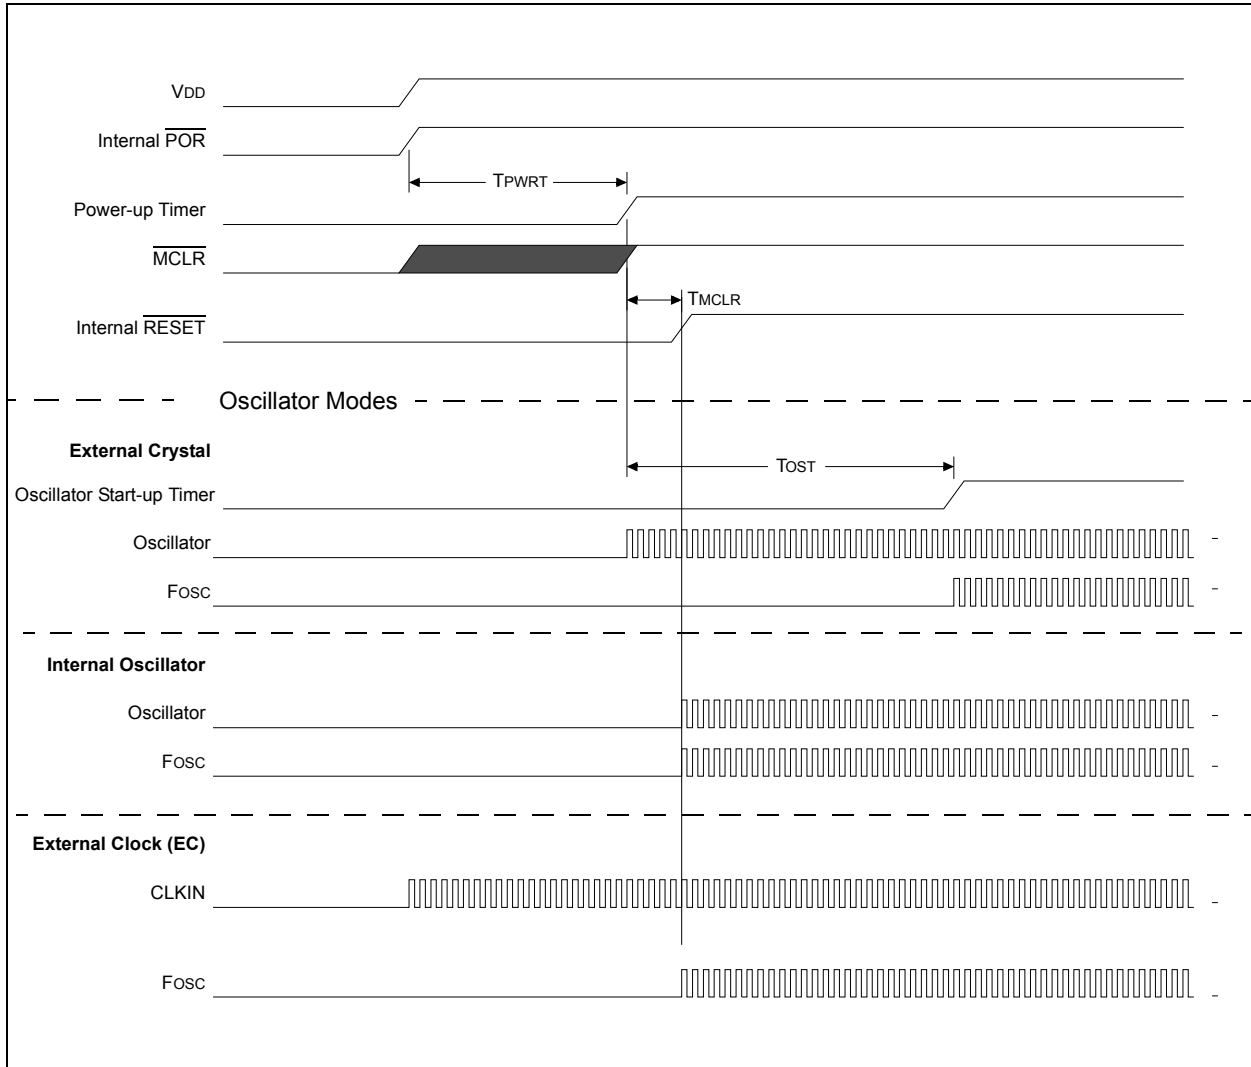 VDD
Internal POR
TPWRT
Power-up Timer
MCLR
TMCLR
Internal RESET
Oscillator Modes
External Crystal
TOST
Oscillator Start-up Timer
Oscillator
FOSC
Internal Oscillator
Oscillator
FOSC
External Clock (EC)
CLKIN
FOSC